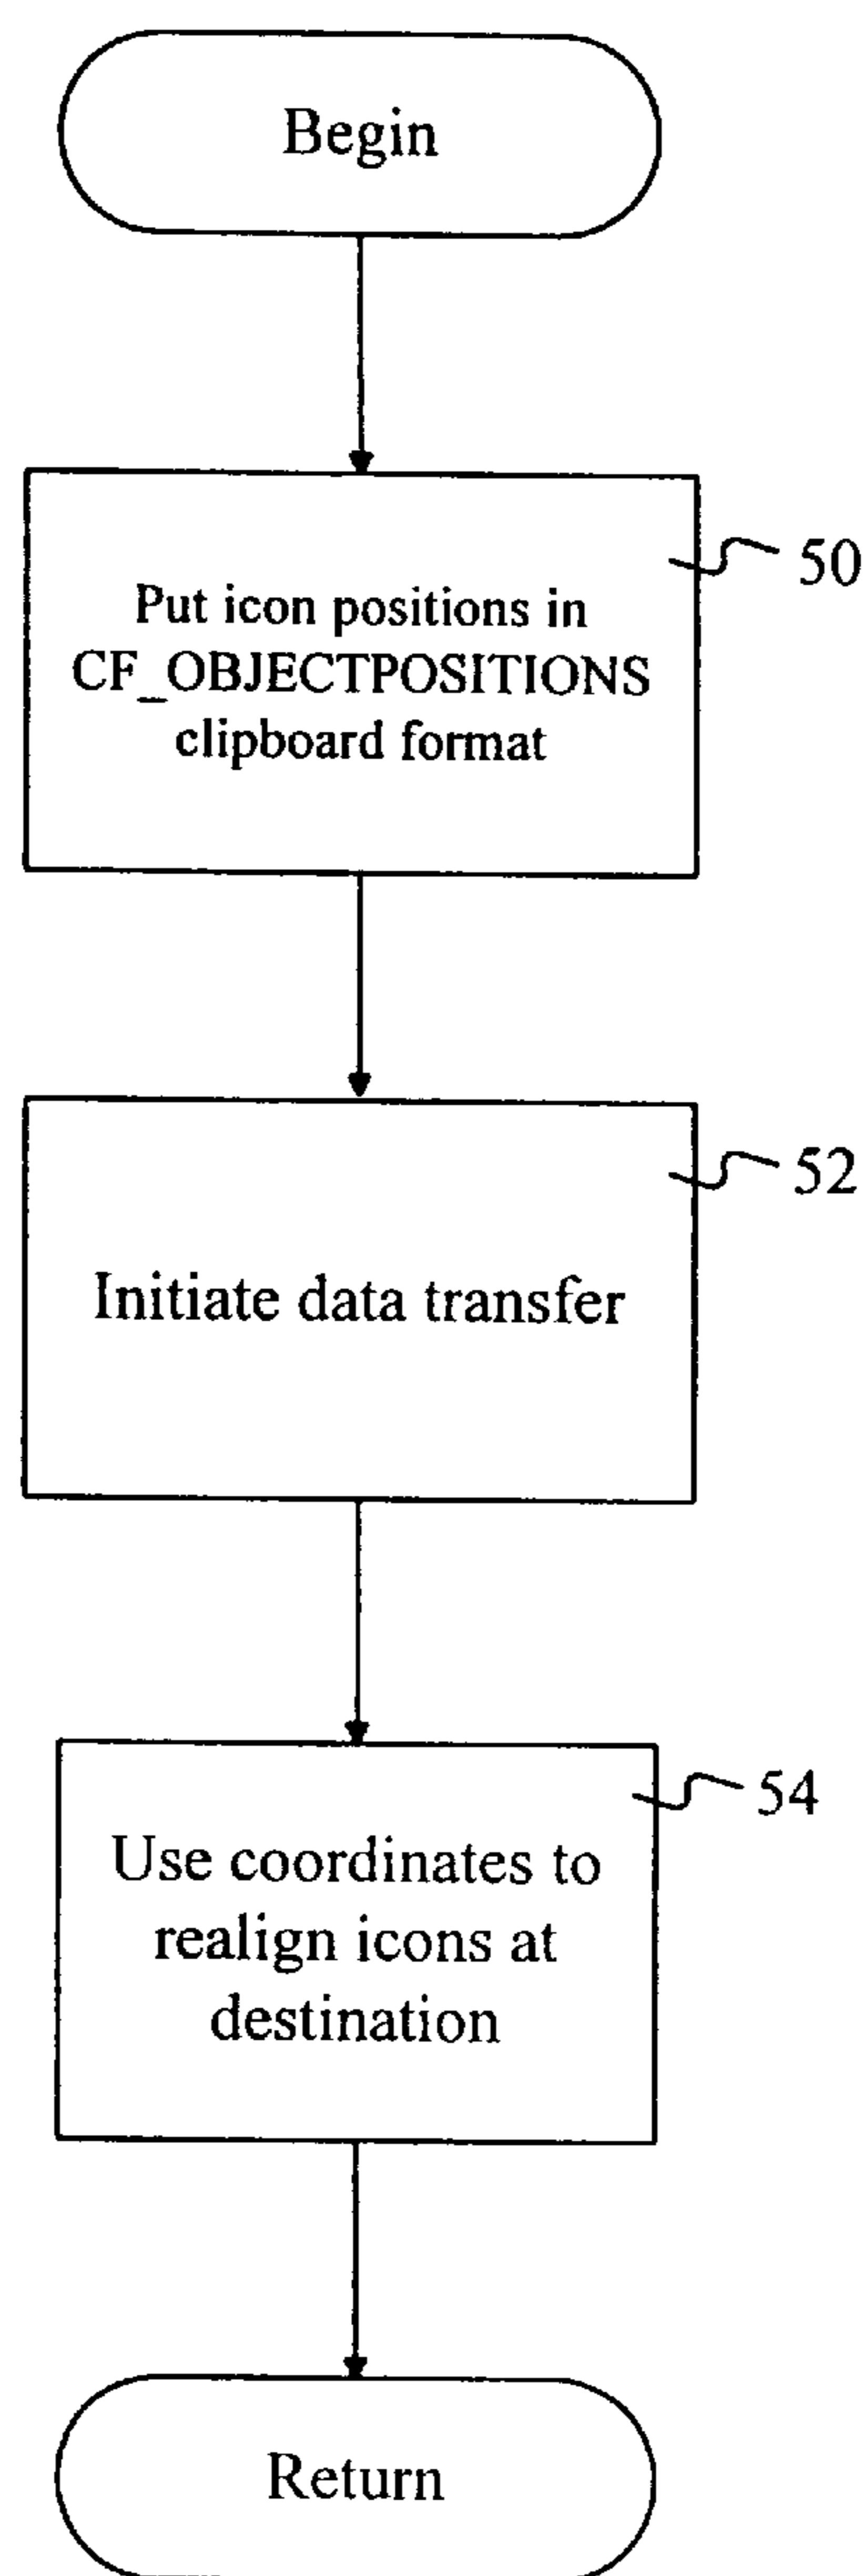 Begin
50
Put icon positions in
CF_OBJECTPOSITIONS
clipboard format
52
Initiate data transfer
54
Use coordinates to
realign icons at
destination
Return